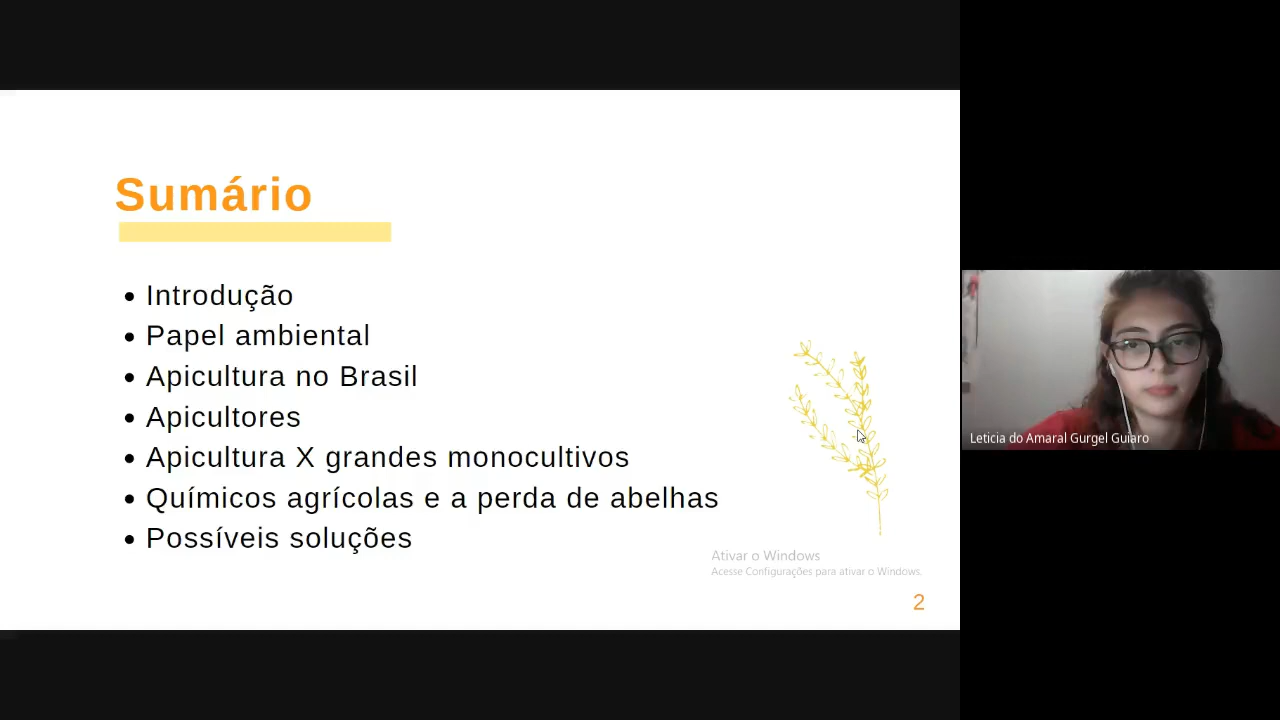 Sumário
Introdução
Papel ambiental
Apicultura no Brasil
Apicultores
Apicultura X grandes monocultivos
Químicos agrícolas e a perda de abelhas
Possíveis soluções
Ativar o Windows
Acesse Configurações para ativar o Windows.
2
Leticia do Amaral Gurgel Guiaro